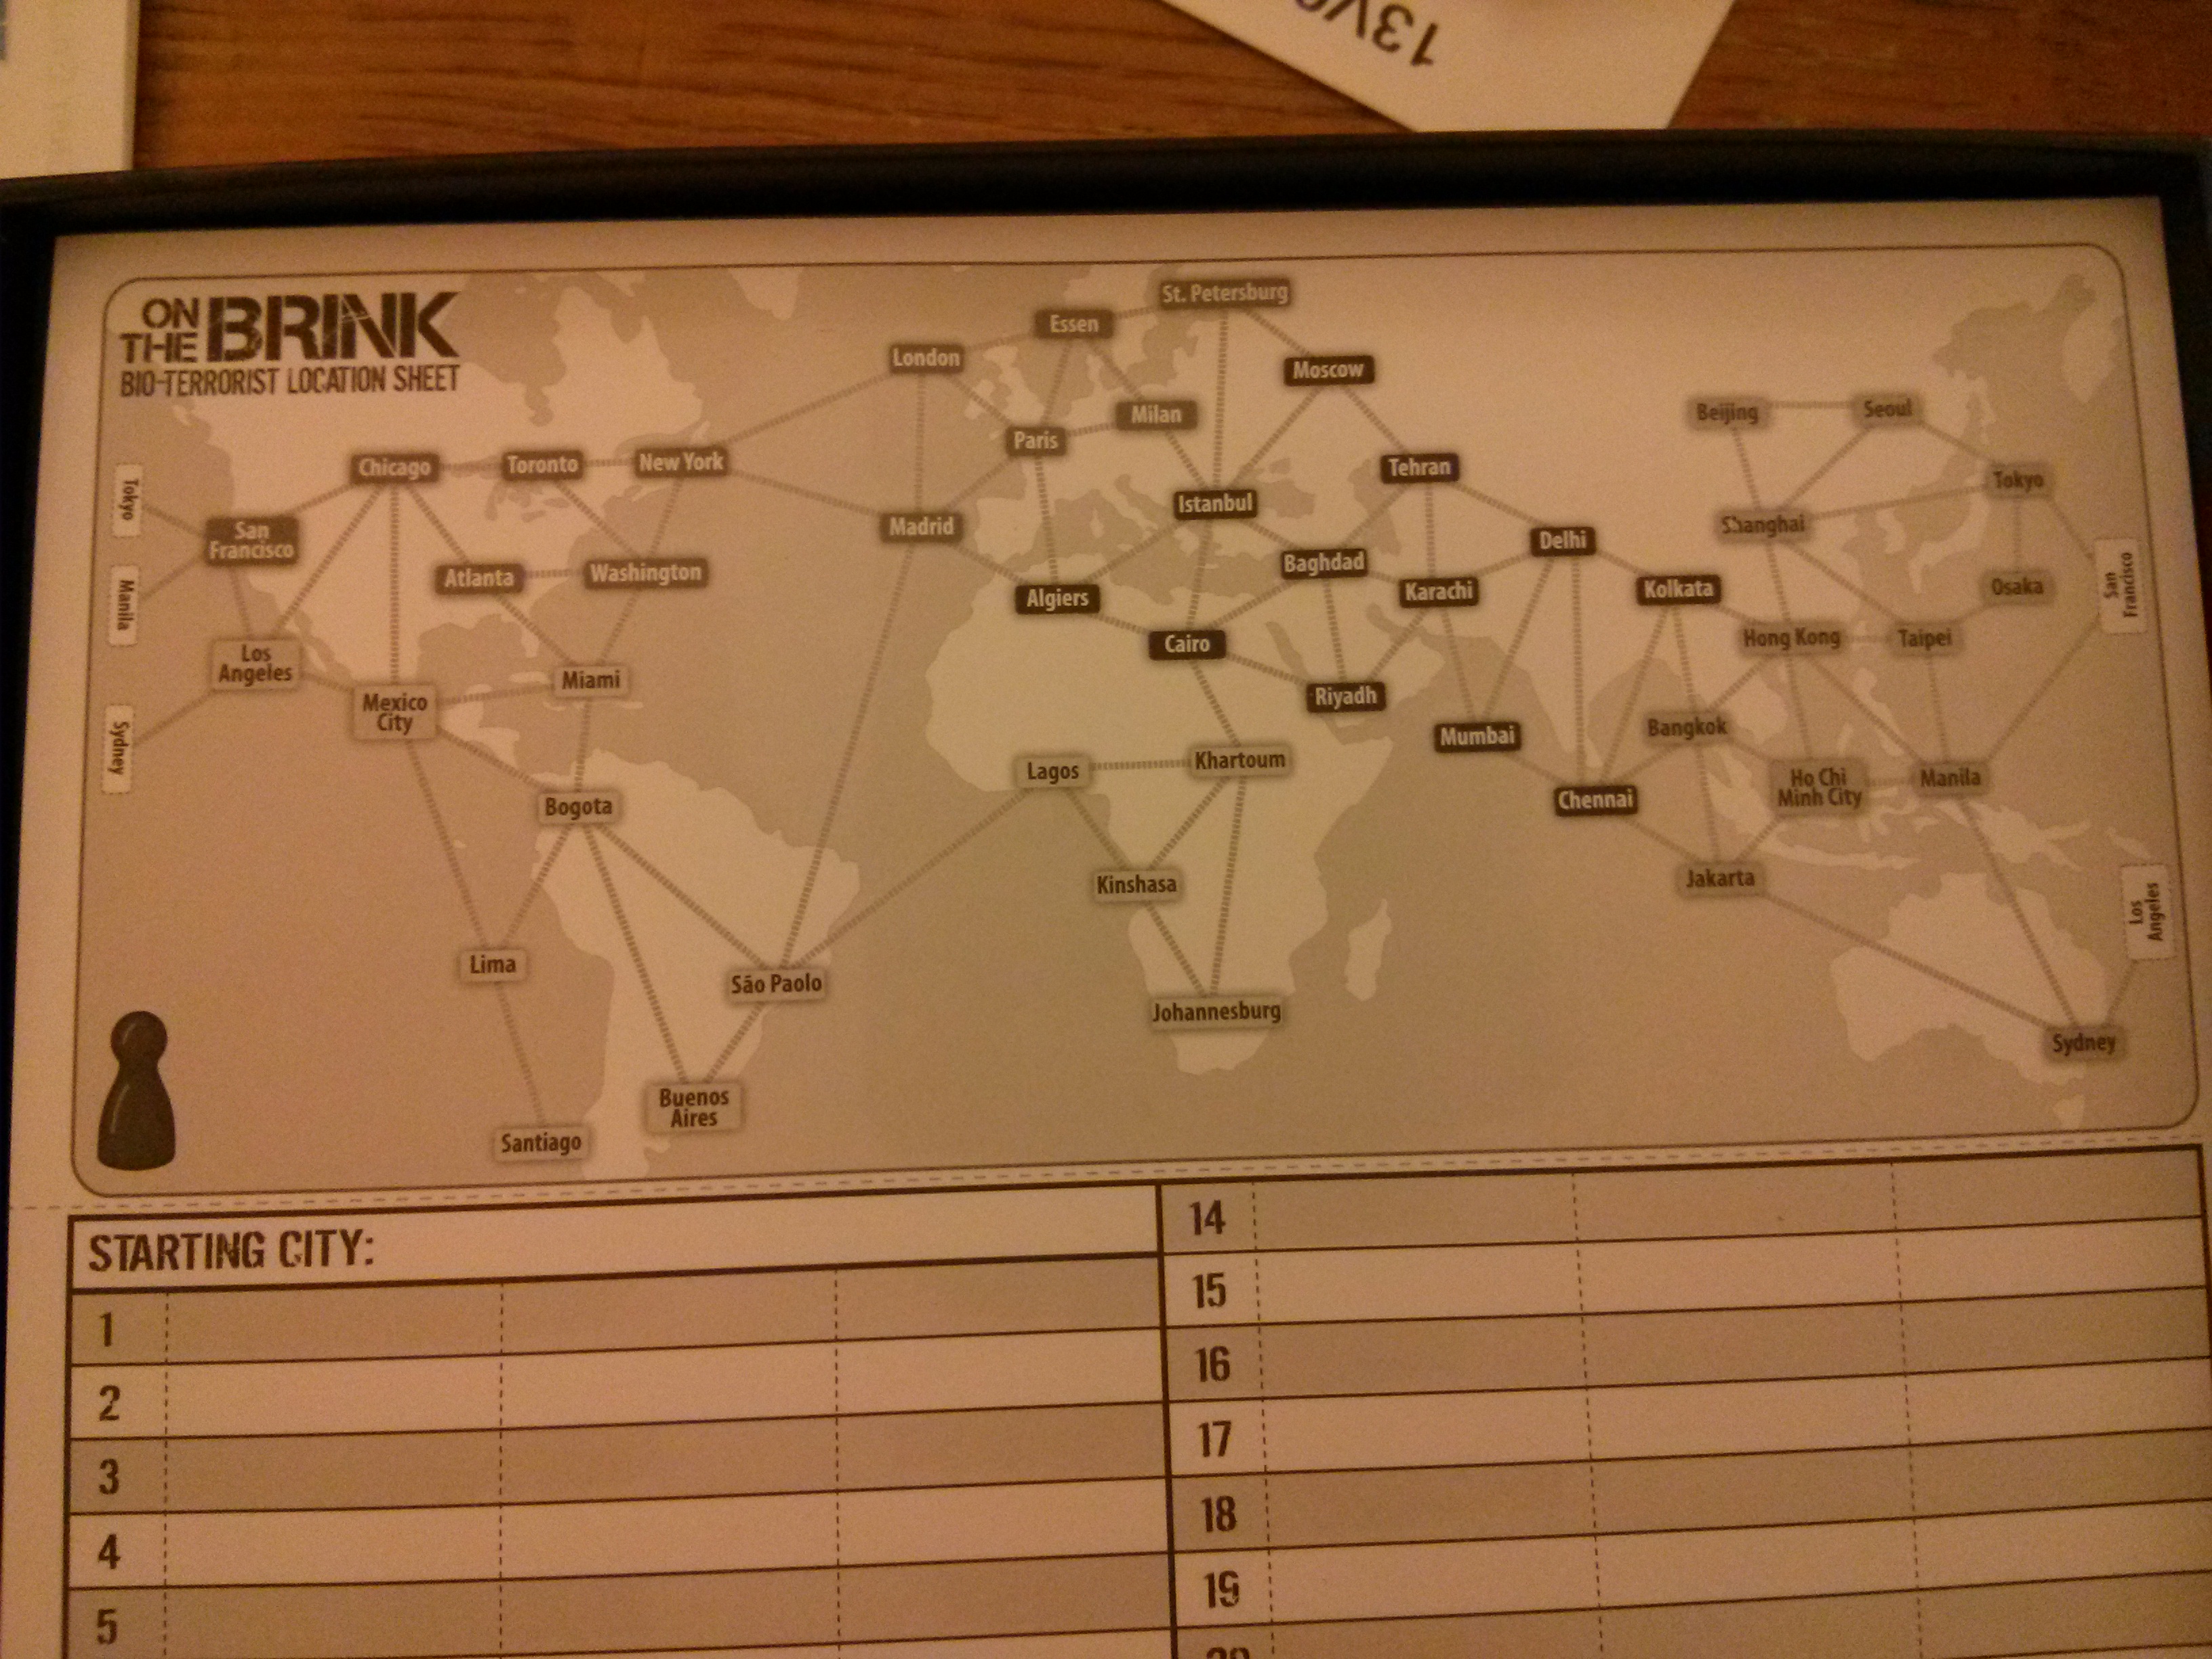 13V
ON
THE BRINK
BIO-TERRORIST LOCATION SHEET
St. Petersburg
Essen
London
Moscow
Milan
Paris
Beijing
Seoul
Chicago
Toronto
New York
Tehran
Tokyo
Tokyo
San
Francisco
Istanbul
Madrid
Shanghai
Delhi
Atlanta
Washington
Baghdad
Algiers
Karachi
Kolkata
Osaka
San
Francisco
Manila
Cairo
Hong Kong
Taipei
Los
Angeles
Miami
Mexico
City
Riyadh
Sydney
Mumbai
Bangkok
Lagos
Khartoum
Bogota
Chennai
Ho Chi
Minh City
Manila
Kinshasa
Jakarta
Los
Angeles
Lima
São Paolo
Johannesburg
Sydney
Buenos
Aires
Santiago
STARTING CITY:
1
2
3
4
5
14
15
16
17
18
19
20